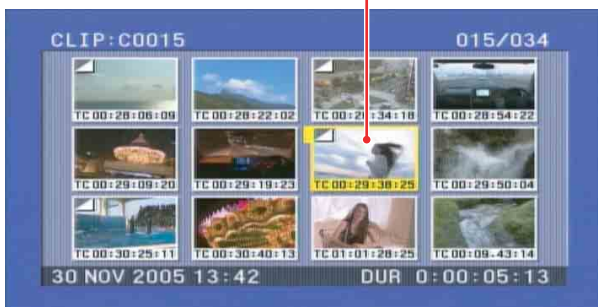 CLIP:C0015 015/034
TC 00:28:06:09 TC 00:28:22:02 TC 00:28:34:18 TC 00:28:54:22
TC 00:29:09:20 TC 00:29:19:23 TC 00:29:38:25 TC 00:29:50:04
TC 00:30:25:11 TC 00:30:40:13 TC 01:01:28:25 TC 00:09.43:14
30 NOV 2005 13:42 DUR 0:00:05:13